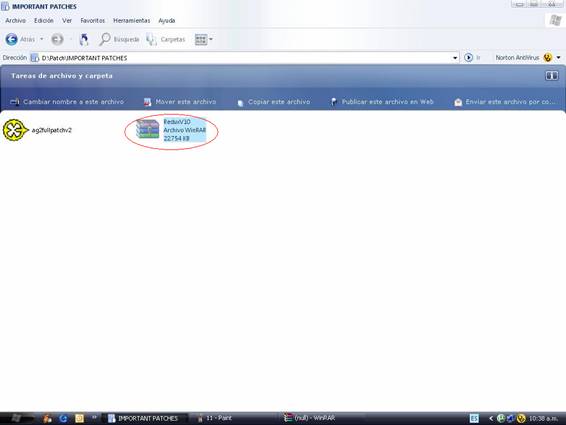 IMPORTANT PATCHES
Archivo Edición Ver Favoritos Herramientas Ayuda
Atrás Búsqueda Carpetas
Dirección D:\Patch\IMPORTANT PATCHES Ir Norton AntiVirus
Tareas de archivo y carpeta
Cambiar nombre a este archivo Mover este archivo Copiar este archivo Publicar este archivo en Web Enviar este archivo por co...
ag2fullpatchv2
ReduxV10
Archivo WinRAR
22754 KB
IMPORTANT PATCHES 11 - Paint (null) - WinRAR ES 10:38 a.m.